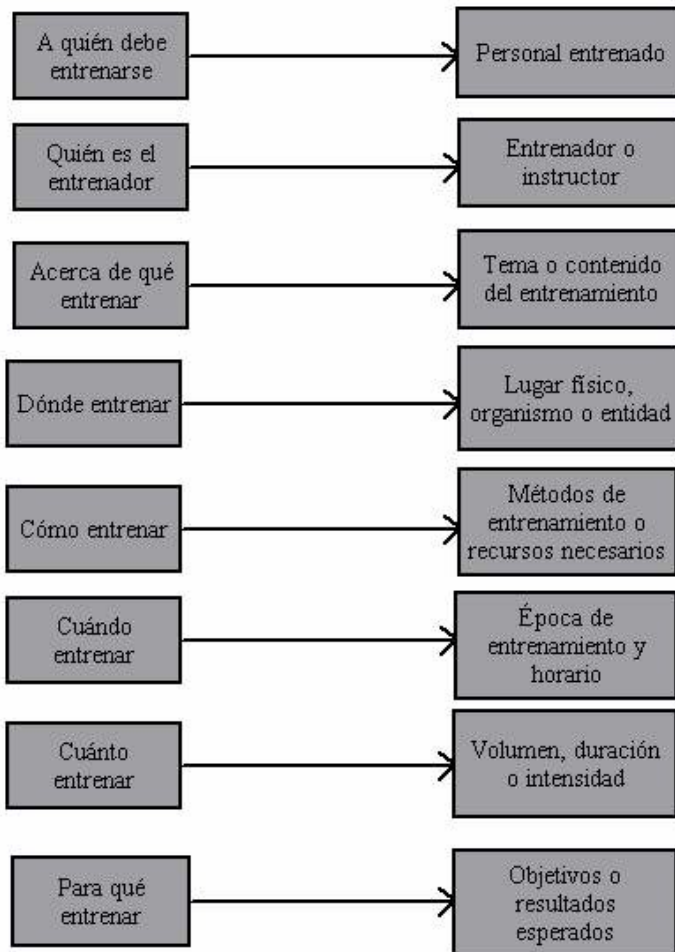 A quién debe
entrenarse
Personal entrenado
Quién es el
entrenador
Entrenador o
instructor
Acerca de qué
entrenar
Tema o contenido
del entrenamiento
Dónde entrenar
Lugar físico,
organismo o entidad
Cómo entrenar
Métodos de
entrenamiento o
recursos necesarios
Cuándo
entrenar
Época de
entrenamiento y
horario
Cuánto
entrenar
Volumen, duración
o intensidad
Para qué
entrenar
Objetivos o
resultados
esperados